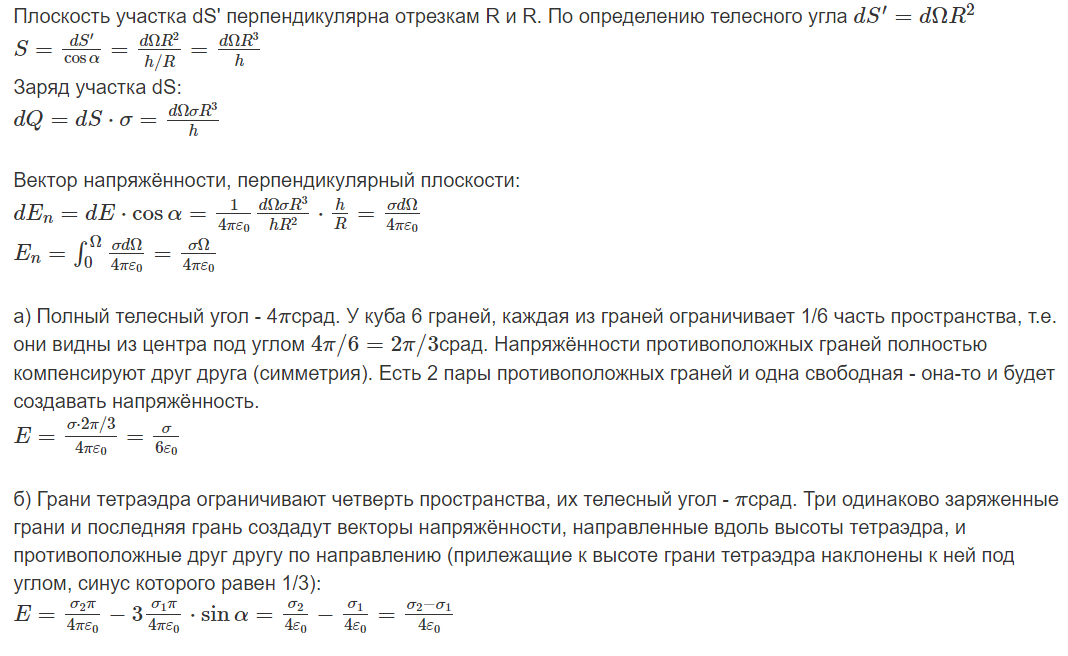 Плоскость участка dS' перпендикулярна отрезкам R и R. По определению телесного угла $dS' = d\Omega R^2$
$S = \frac{dS'}{\cos \alpha} = \frac{d\Omega R^2}{h/R} = \frac{d\Omega R^3}{h}$
Заряд участка dS:
$dQ = dS \cdot \sigma = \frac{d\Omega \sigma R^3}{h}$
Вектор напряжённости, перпендикулярный плоскости:
$dE_n = dE \cdot \cos \alpha = \frac{1}{4\pi\varepsilon_0} \frac{d\Omega \sigma R^3}{hR^2} \cdot \frac{h}{R} = \frac{\sigma d\Omega}{4\pi\varepsilon_0}$
$E_n = \int_0^\Omega \frac{\sigma d\Omega}{4\pi\varepsilon_0} = \frac{\sigma\Omega}{4\pi\varepsilon_0}$
а) Полный телесный угол - $4\pi$срад. У куба 6 граней, каждая из граней ограничивает 1/6 часть пространства, т.е.
они видны из центра под углом $4\pi/6 = 2\pi/3$срад. Напряжённости противоположных граней полностью
компенсируют друг друга (симметрия). Есть 2 пары противоположных граней и одна свободная - она-то и будет
создавать напряжённость.
$E = \frac{\sigma \cdot 2\pi/3}{4\pi\varepsilon_0} = \frac{\sigma}{6\varepsilon_0}$
б) Грани тетраэдра ограничивают четверть пространства, их телесный угол - $\pi$срад. Три одинаково заряженные
грани и последняя грань создадут векторы напряжённости, направленные вдоль высоты тетраэдра, и
противоположные друг другу по направлению (прилежащие к высоте грани тетраэдра наклонены к ней под
углом, синус которого равен 1/3):
$E = \frac{\sigma_2 \pi}{4\pi\varepsilon_0} - 3\frac{\sigma_1 \pi}{4\pi\varepsilon_0} \cdot \sin \alpha = \frac{\sigma_2}{4\varepsilon_0} - \frac{\sigma_1}{4\varepsilon_0} = \frac{\sigma_2 - \sigma_1}{4\varepsilon_0}$